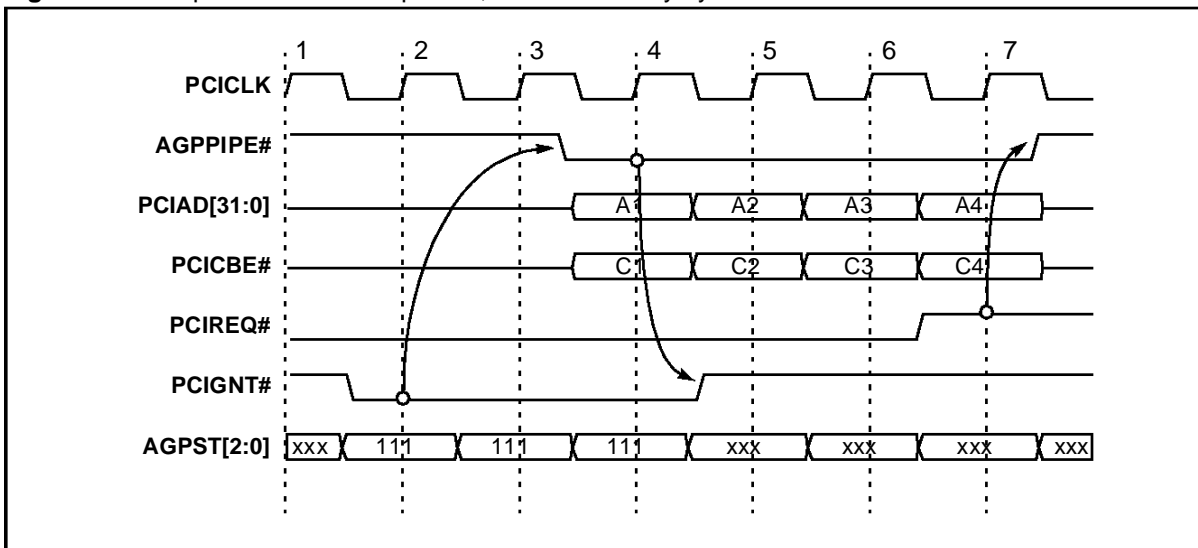 1 2 3 4 5 6 7
PCICLK
AGPPIPE#
PCIAD[31:0] A1 A2 A3 A4
PCICBE# C1 C2 C3 C4
PCIREQ#
PCIGNT#
AGPST[2:0] xxx 111 111 111 xxx xxx xxx xxx